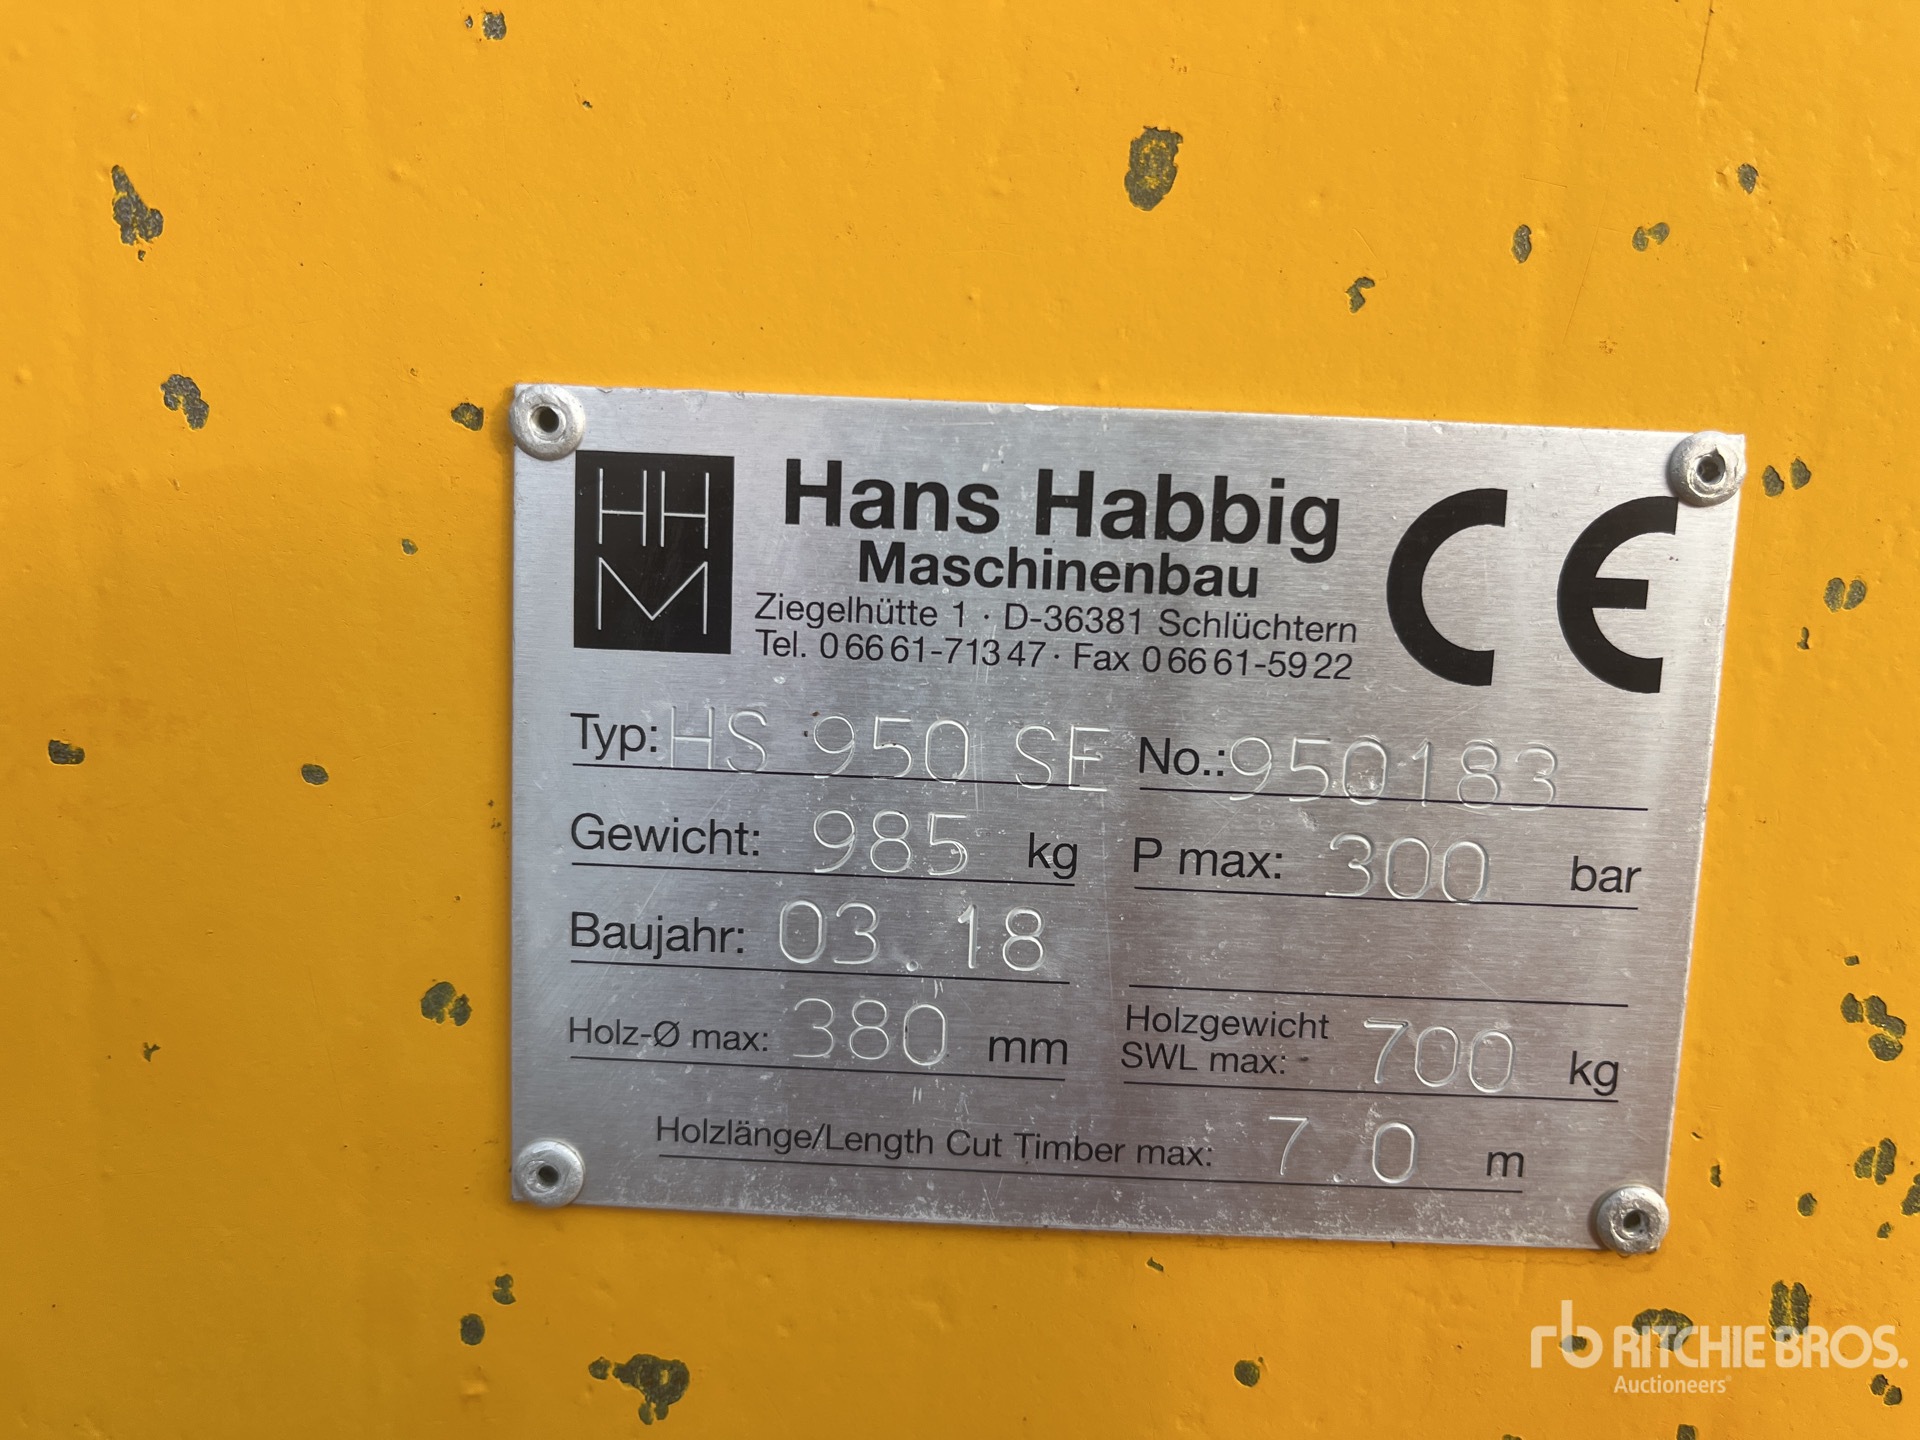 HH
M
Hans Habbig
Maschinenbau
Ziegelhütte 1 · D-36381 Schlüchtern
Tel. 0 66 61-713 47 · Fax 0 66 61-59 22
CE
Typ: HS 950 SE No.: 950183
Gewicht: 985 kg P max: 300 bar
Baujahr: 03.18
Holz-Ø max: 380 mm Holzgewicht
SWL max: 700 kg
Holzlänge/Length Cut Timber max: 7.0 m
rb RITCHIE BROS.
Auctioneers